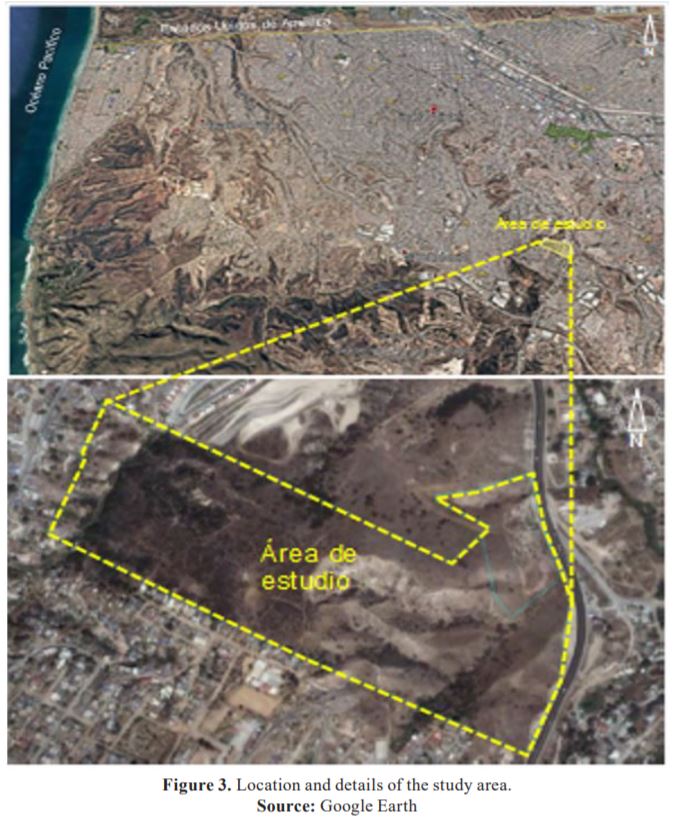 Estados Unidos de América
Océano Pacífico
N
Área de estudio
N
Área de
estudio
Figure 3. Location and details of the study area.
Source: Google Earth